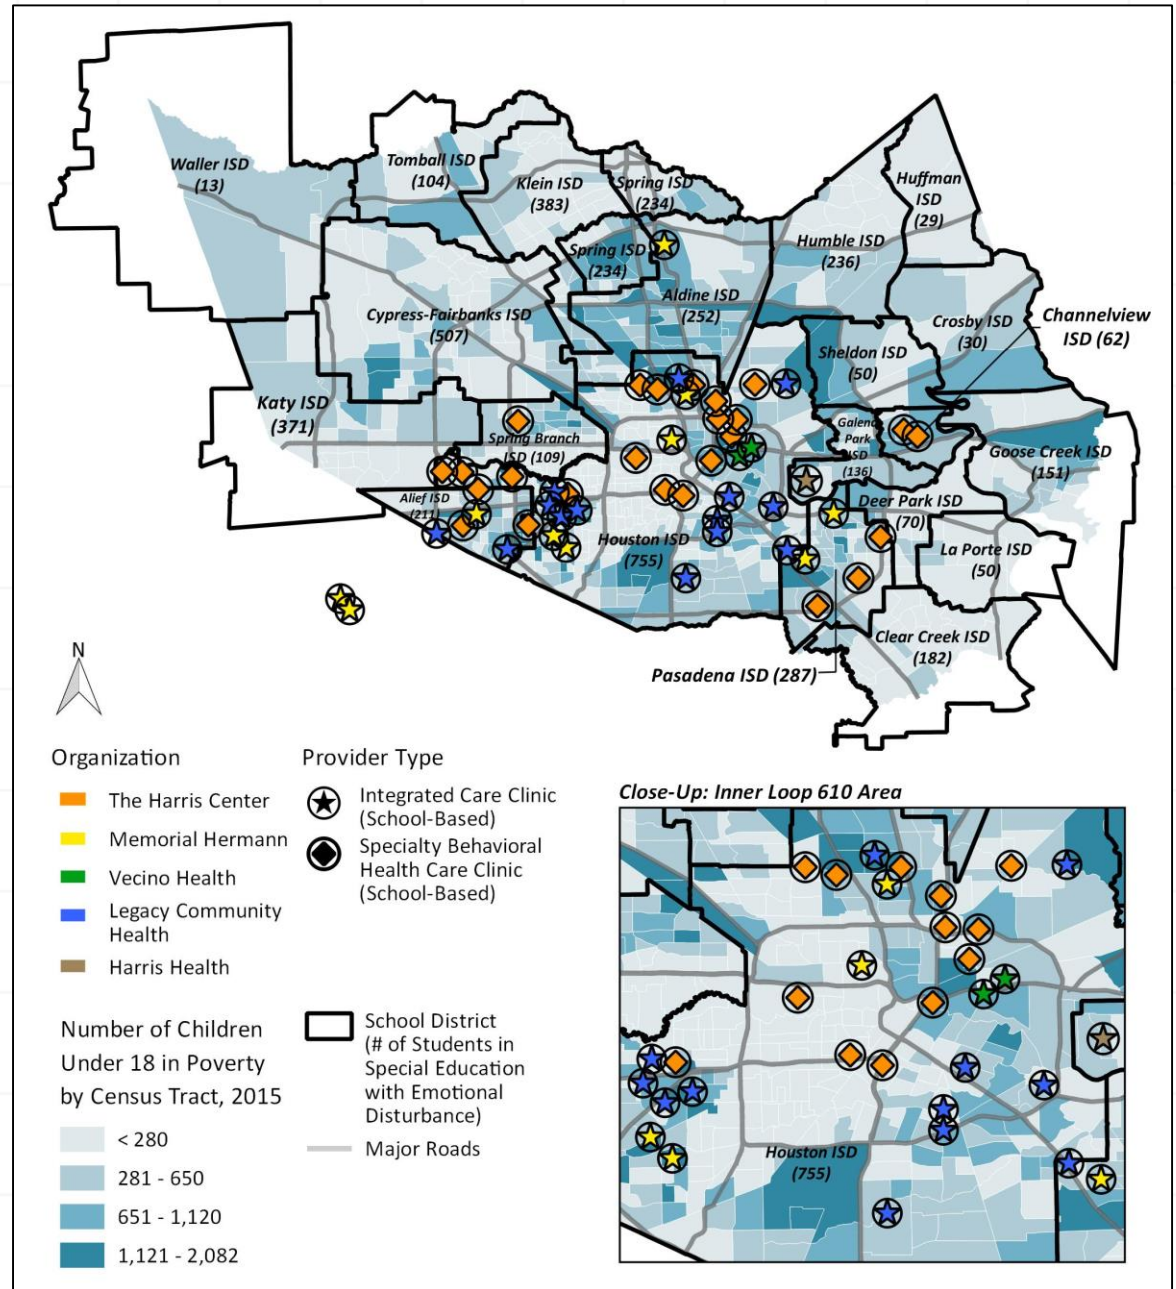 Waller ISD
(13)
Tomball ISD
(104)
Klein ISD
(383)
Spring ISD
(234)
Huffman
ISD
(29)
Humble ISD
(236)
Spring ISD
(234)
Aldine ISD
(252)
Cypress-Fairbanks ISD
(507)
Crosby ISD
(30)
Channelview
ISD (62)
Sheldon ISD
(50)
Katy ISD
(371)
Spring Branch
ISD (109)
Galena
Park
ISD
(136)
Goose Creek ISD
(151)
Alief ISD
(211)
Deer Park ISD
(70)
Houston ISD
(755)
La Porte ISD
(50)
Clear Creek ISD
(182)
Pasadena ISD (287)
N
Organization
The Harris Center
Memorial Hermann
Vecino Health
Legacy Community
Health
Harris Health
Provider Type
Integrated Care Clinic
(School-Based)
Specialty Behavioral
Health Care Clinic
(School-Based)
Number of Children
Under 18 in Poverty
by Census Tract, 2015
< 280
281 - 650
651 - 1,120
1,121 - 2,082
School District
(# of Students in
Special Education
with Emotional
Disturbance)
Major Roads
Close-Up: Inner Loop 610 Area
Houston ISD
(755)